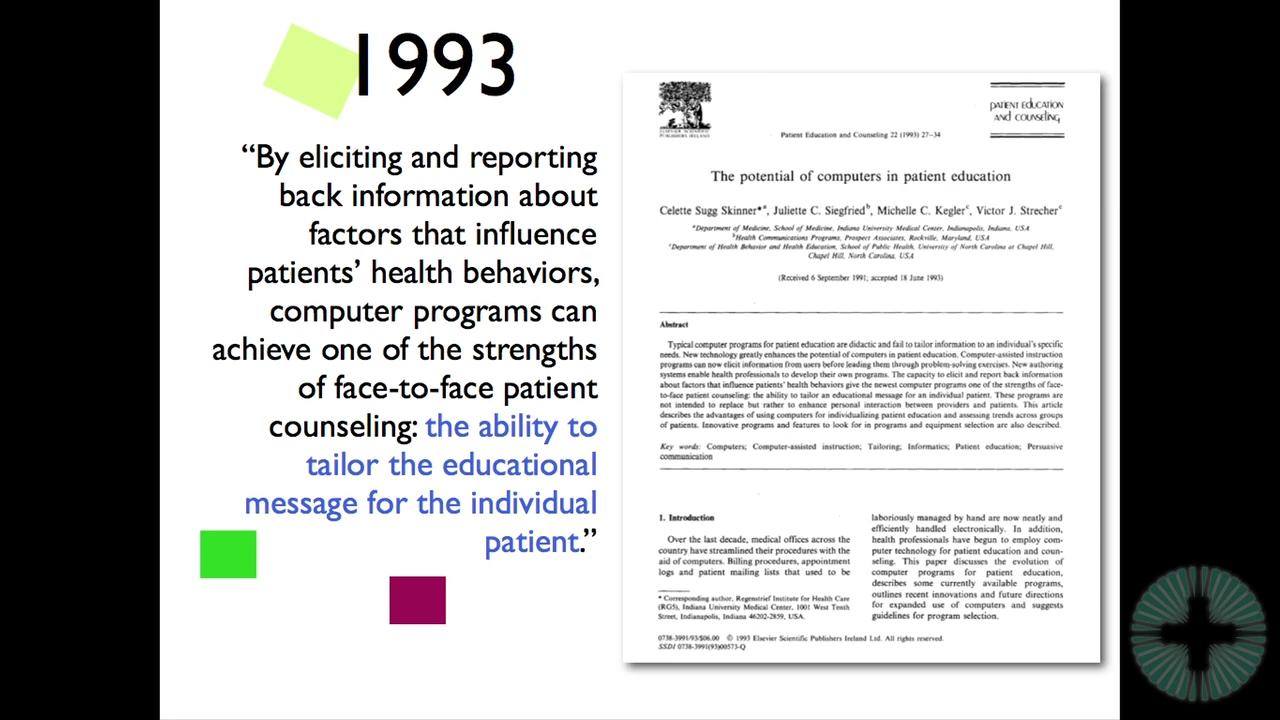 1993
“By eliciting and reporting
back information about
factors that influence
patients’ health behaviors,
computer programs can
achieve one of the strengths
of face-to-face patient
counseling: the ability to
tailor the educational
message for the individual
patient.”
ELSEVIER SCIENTIFIC
PUBLISHERS IRELAND
PATIENT EDUCATION
AND COUNSELING
Patient Education and Counseling 22 (1993) 27–34
The potential of computers in patient education
Celette Sugg Skinner*ᵃ, Juliette C. Siegfriedᵇ, Michelle C. Keglerᶜ, Victor J. Strecherᶜ
ᵃDepartment of Medicine, School of Medicine, Indiana University Medical Center, Indianapolis, Indiana, USA
ᵇHealth Communications Programs, Prospect Associates, Rockville, Maryland, USA
ᶜDepartment of Health Behavior and Health Education, School of Public Health, University of North Carolina at Chapel Hill,
Chapel Hill, North Carolina, USA
(Received 6 September 1991; accepted 18 June 1993)
Abstract
Typical computer programs for patient education are didactic and fail to tailor information to an individual's specific
needs. New technology greatly enhances the potential of computers in patient education. Computer-assisted instruction
programs can now elicit information from users before leading them through problem-solving exercises. New authoring
systems enable health professionals to develop their own programs. The capacity to elicit and report back information
about factors that influence patients' health behaviors give the newest computer programs one of the strengths of face-
to-face patient counseling: the ability to tailor an educational message for an individual patient. These programs are
not intended to replace but rather to enhance personal interaction between providers and patients. This article
describes the advantages of using computers for individualizing patient education and assessing trends across groups
of patients. Innovative programs and features to look for in programs and equipment selection are also described.
Key words: Computers; Computer-assisted instruction; Tailoring; Informatics; Patient education; Persuasive
communication
1. Introduction
Over the last decade, medical offices across the
country have streamlined their procedures with the
aid of computers. Billing procedures, appointment
logs and patient mailing lists that used to be
* Corresponding author, Regenstrief Institute for Health Care
(RG5), Indiana University Medical Center, 1001 West Tenth
Street, Indianapolis, Indiana 46202-2859, USA.
laboriously managed by hand are now neatly and
efficiently handled electronically. In addition,
health professionals have begun to employ com-
puter technology for patient education and coun-
seling. This paper discusses the evolution of
computer programs for patient education,
describes some currently available programs,
outlines recent innovations and future directions
for expanded use of computers and suggests
guidelines for program selection.
0738-3991/93/$06.00 © 1993 Elsevier Scientific Publishers Ireland Ltd. All rights reserved.
SSDI 0738-3991(93)00573-Q